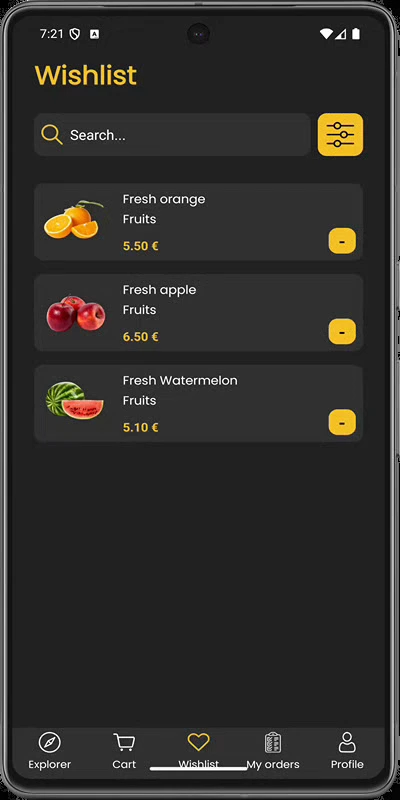 7:21
Wishlist
Search...
Fresh orange
Fruits
5.50 €
-
Fresh apple
Fruits
6.50 €
-
Fresh Watermelon
Fruits
5.10 €
-
Explorer Cart Wishlist My orders Profile